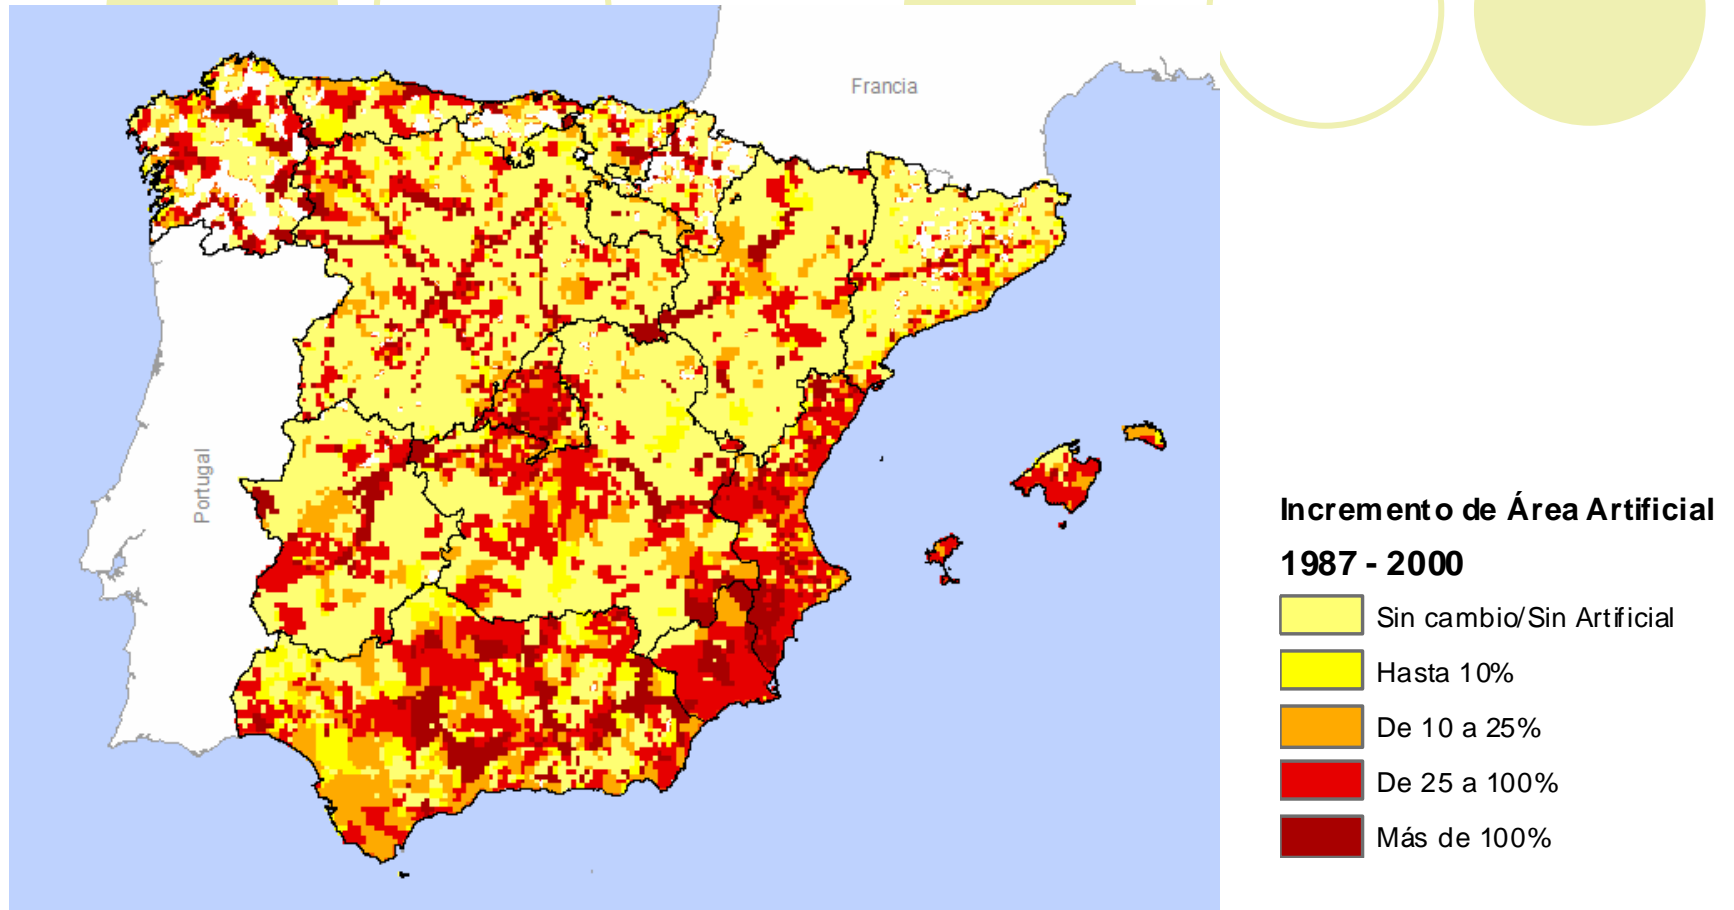 Francia
Portugal
Incremento de Área Artificial
1987 - 2000
Sin cambio/Sin Artificial
Hasta 10%
De 10 a 25%
De 25 a 100%
Más de 100%